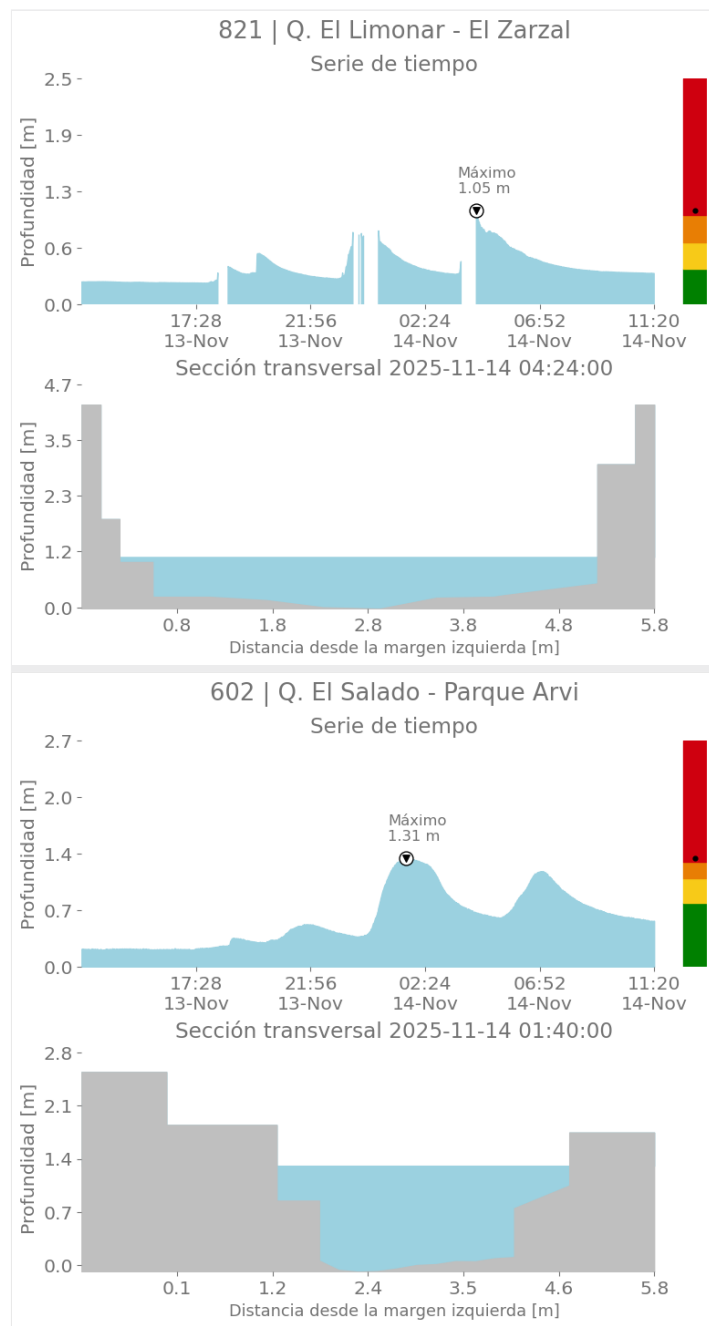 821 | Q. El Limonar - El Zarzal
Serie de tiempo
Profundidad [m]
2.5
1.9
1.3
0.6
0.0
Máximo
1.05 m
17:28 21:56 02:24 06:52 11:20
13-Nov 13-Nov 14-Nov 14-Nov 14-Nov
Sección transversal 2025-11-14 04:24:00
Profundidad [m]
4.7
3.5
2.3
1.2
0.0
0.8 1.8 2.8 3.8 4.8 5.8
Distancia desde la margen izquierda [m]
602 | Q. El Salado - Parque Arvi
Serie de tiempo
Profundidad [m]
2.7
2.0
1.4
0.7
0.0
Máximo
1.31 m
17:28 21:56 02:24 06:52 11:20
13-Nov 13-Nov 14-Nov 14-Nov 14-Nov
Sección transversal 2025-11-14 01:40:00
Profundidad [m]
2.8
2.1
1.4
0.7
0.0
0.1 1.2 2.4 3.5 4.6 5.8
Distancia desde la margen izquierda [m]